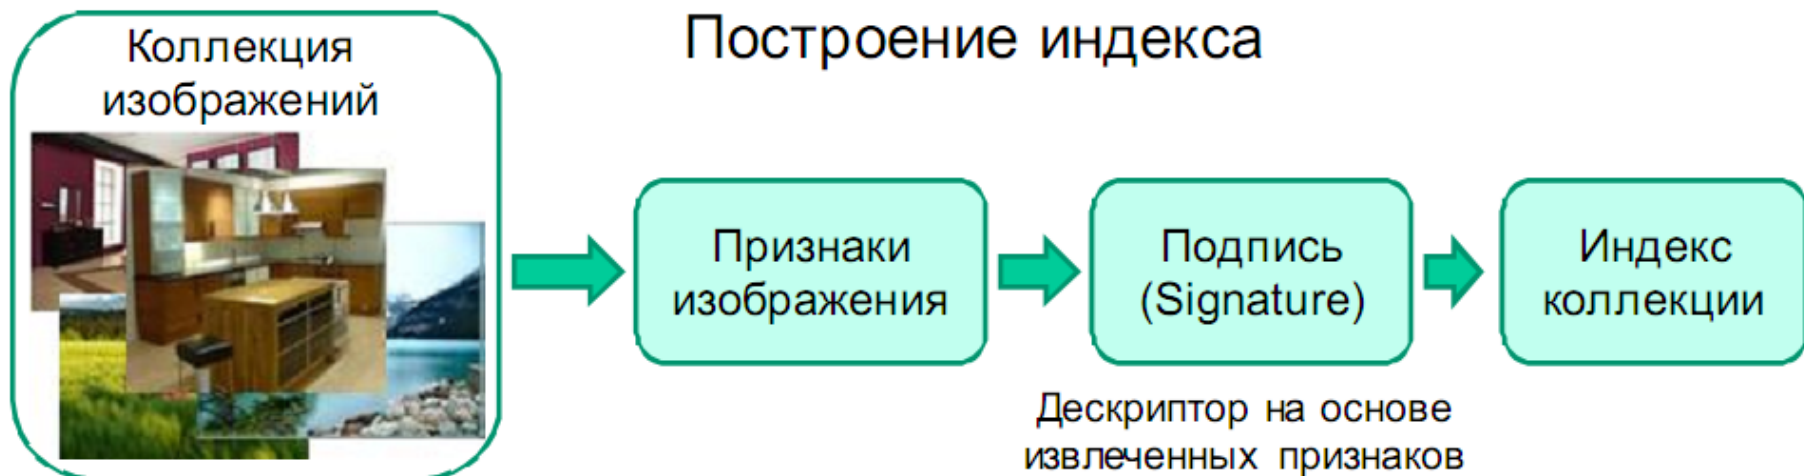 Построение индекса
Коллекция
изображений
Признаки
изображения
Подпись
(Signature)
Индекс
коллекции
Дескриптор на основе
извлеченных признаков